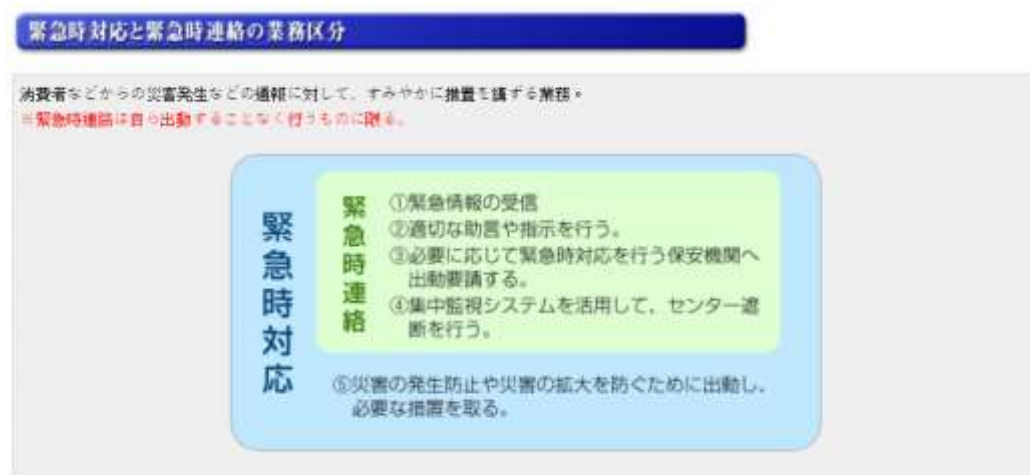 緊急時対応と緊急時連絡の業務区分
消費者などからの災害発生などの通報に対して、すみやかに措置を講ずる業務。
※緊急時連絡は自ら出動することなく行うものに限る。
緊急時対応
緊急時連絡
①緊急情報の受信
②適切な助言や指示を行う。
③必要に応じて緊急時対応を行う保安機関へ
出動要請する。
④集中監視システムを活用して、センター遮
断を行う。
⑤災害の発生防止や災害の拡大を防ぐために出動し、
必要な措置を取る。